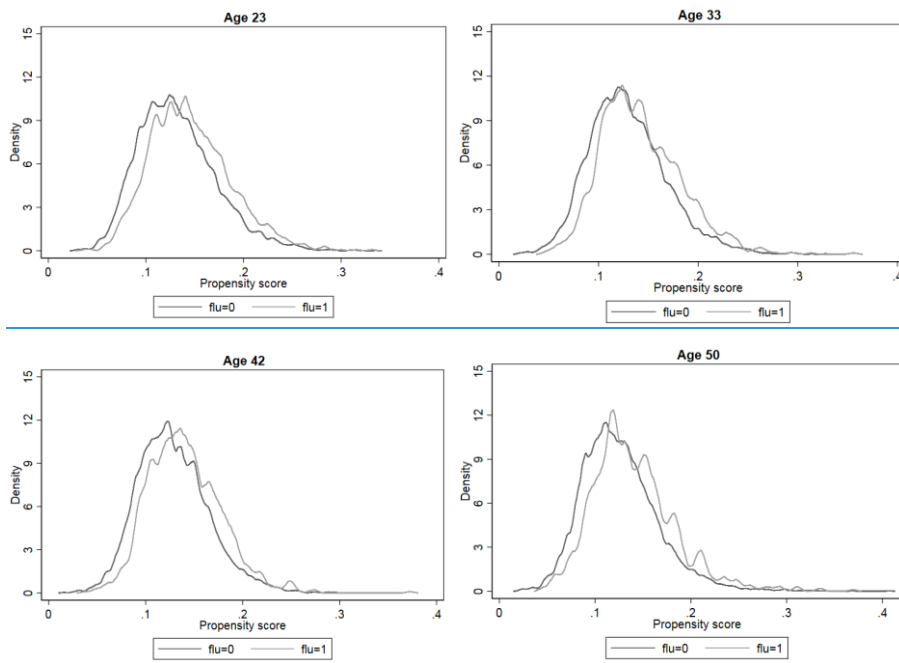 Age 23
15
12
9
6
3
0
Density
0 .1 .2 .3 .4
Propensity score
flu=0 flu=1
Age 33
15
12
9
6
3
0
Density
0 .1 .2 .3 .4
Propensity score
flu=0 flu=1
Age 42
15
12
9
6
3
0
Density
0 .1 .2 .3 .4
Propensity score
flu=0 flu=1
Age 50
15
12
9
6
3
0
Density
0 .1 .2 .3 .4
Propensity score
flu=0 flu=1